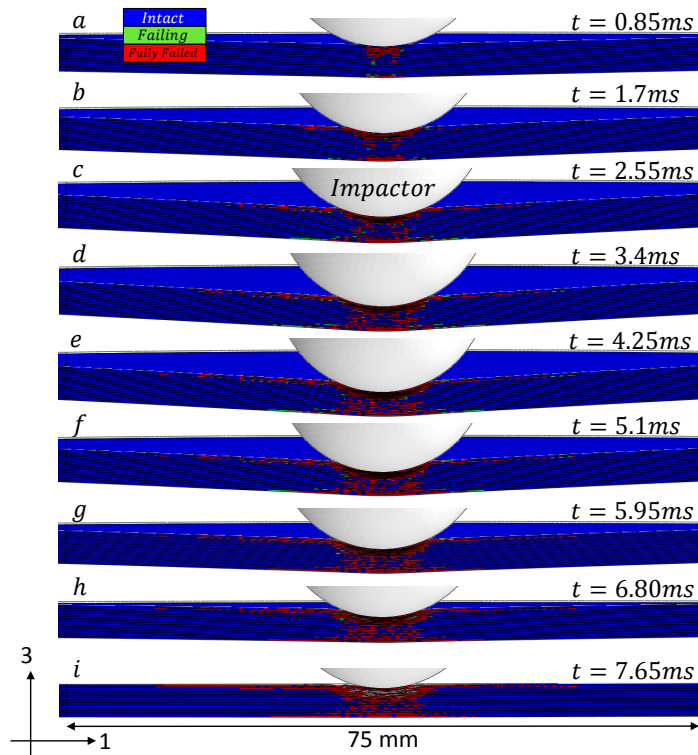 a
Intact
Failing
Fully Failed
t = 0.85ms
b
t = 1.7ms
c
Impactor
t = 2.55ms
d
t = 3.4ms
e
t = 4.25ms
f
t = 5.1ms
g
t = 5.95ms
h
t = 6.80ms
3
i
t = 7.65ms
1
75 mm